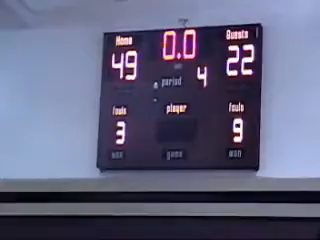 Home 0.0 Guests
49 period 4 22
fouls player fouls
3 9
won game won